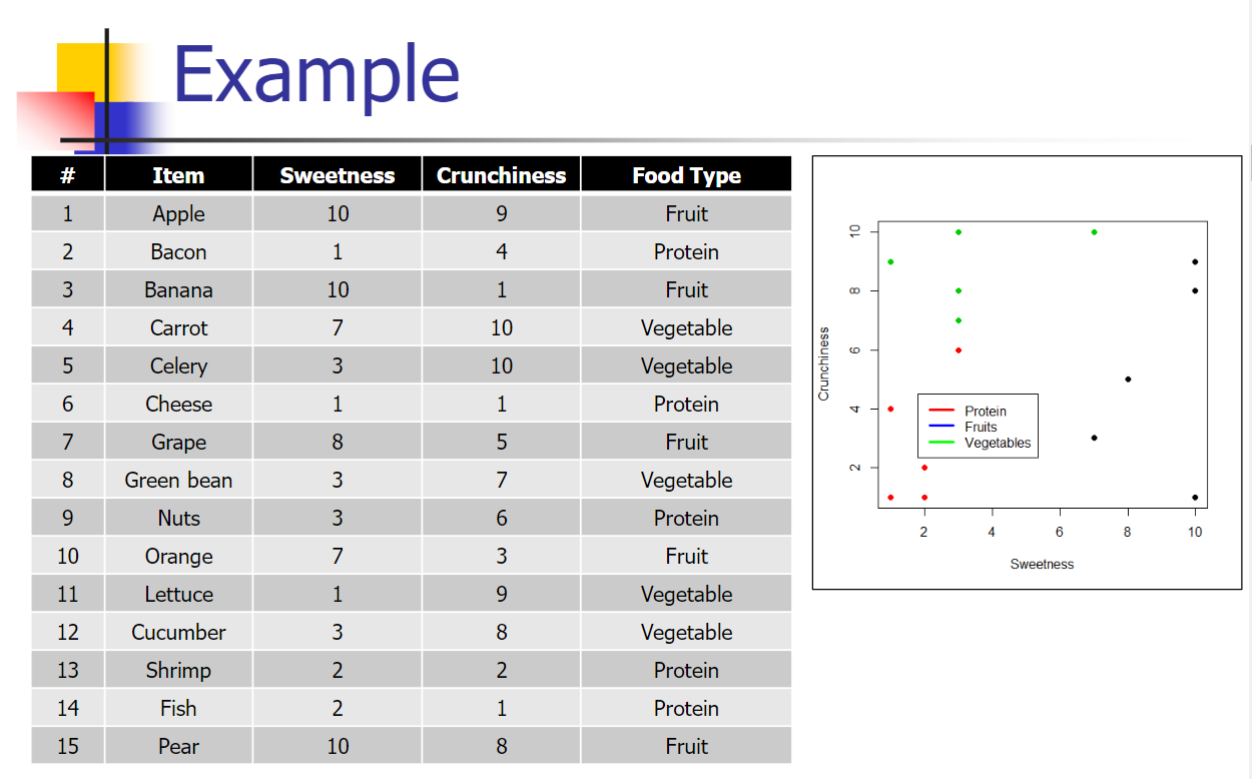 Example
# Item Sweetness Crunchiness Food Type
1 Apple 10 9 Fruit
2 Bacon 1 4 Protein
3 Banana 10 1 Fruit
4 Carrot 7 10 Vegetable
5 Celery 3 10 Vegetable
6 Cheese 1 1 Protein
7 Grape 8 5 Fruit
8 Green bean 3 7 Vegetable
9 Nuts 3 6 Protein
10 Orange 7 3 Fruit
11 Lettuce 1 9 Vegetable
12 Cucumber 3 8 Vegetable
13 Shrimp 2 2 Protein
14 Fish 2 1 Protein
15 Pear 10 8 Fruit
Crunchiness
10
8
6
4
2
Protein
Fruits
Vegetables
2 4 6 8 10
Sweetness